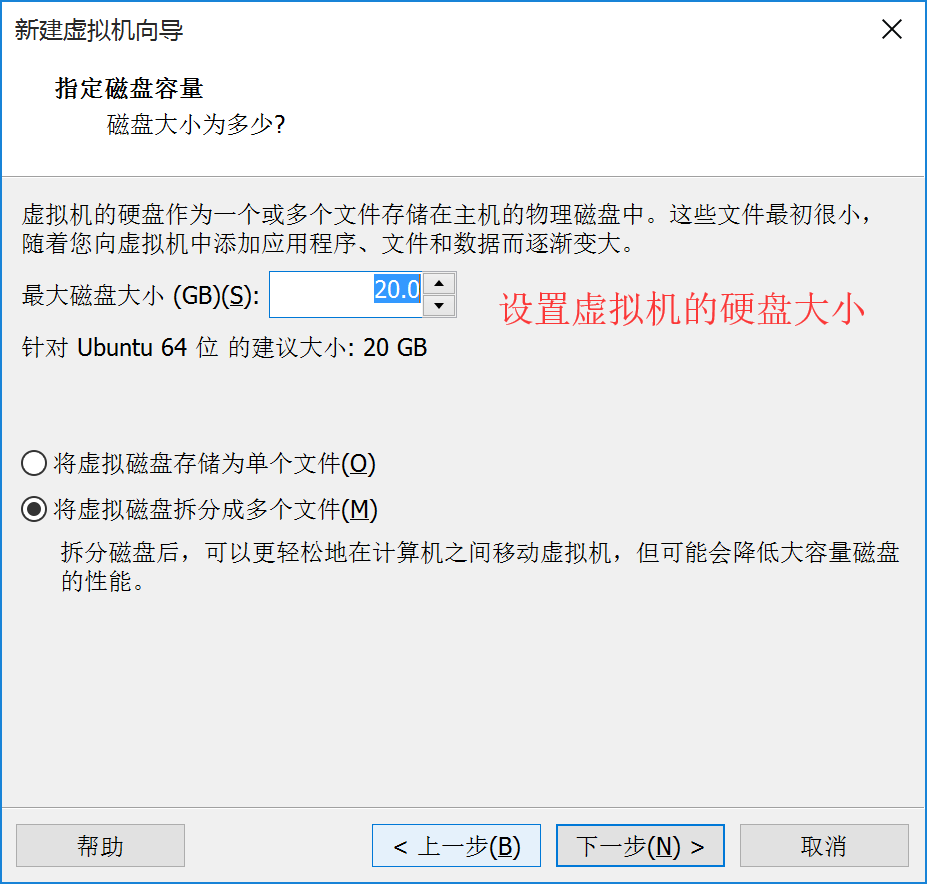 新建虚拟机向导
指定磁盘容量
磁盘大小为多少?
虚拟机的硬盘作为一个或多个文件存储在主机的物理磁盘中。这些文件最初很小，
随着您向虚拟机中添加应用程序、文件和数据而逐渐变大。
最大磁盘大小 (GB)(S): 20.0
设置虚拟机的硬盘大小
针对 Ubuntu 64 位 的建议大小: 20 GB
将虚拟磁盘存储为单个文件(O)
将虚拟磁盘拆分成多个文件(M)
拆分磁盘后，可以更轻松地在计算机之间移动虚拟机，但可能会降低大容量磁盘
的性能。
帮助
< 上一步(B)
下一步(N) >
取消